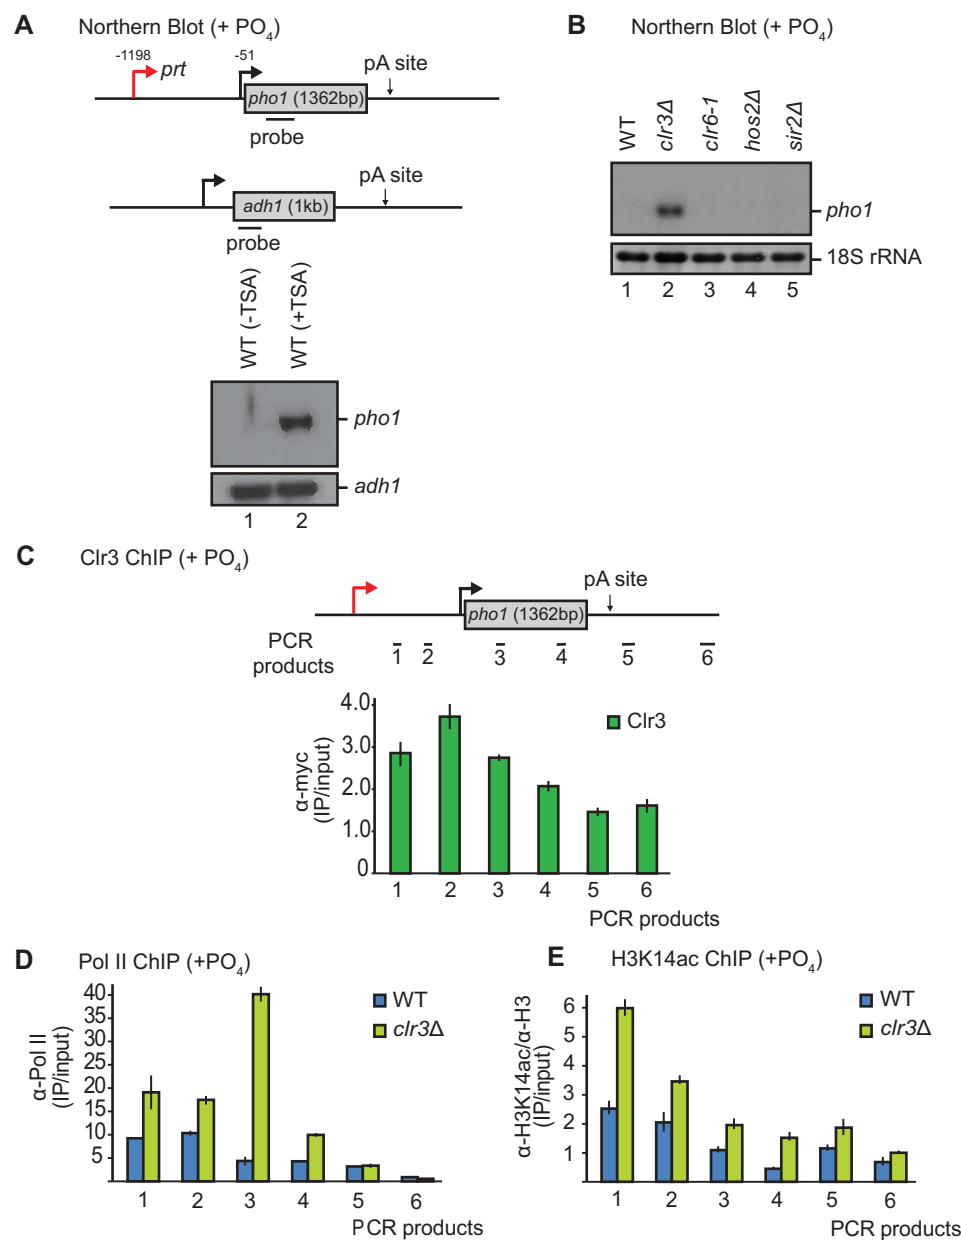 A Northern Blot (+ PO4)
-1198 prt -51 pA site
pho1 (1362bp)
probe
pA site
adh1 (1kb)
probe
WT (-TSA)
WT (+TSA)
pho1
adh1
1 2
B Northern Blot (+ PO4)
WT
clr3Δ
clr6-1
hos2Δ
sir2Δ
pho1
18S rRNA
1 2 3 4 5
C Clr3 ChIP (+ PO4)
pA site
pho1 (1362bp)
PCR
products
1 2 3 4 5 6
α-myc
(IP/input)
4.0
3.0
2.0
1.0
0
Clr3
1 2 3 4 5 6
PCR products
D Pol II ChIP (+PO4)
α-Pol II
(IP/input)
40
35
30
25
20
15
10
5
WT
clr3Δ
1 2 3 4 5 6
PCR products
E H3K14ac ChIP (+PO4)
α-H3K14ac/α-H3
(IP/input)
6
5
4
3
2
1
WT
clr3Δ
1 2 3 4 5 6
PCR products